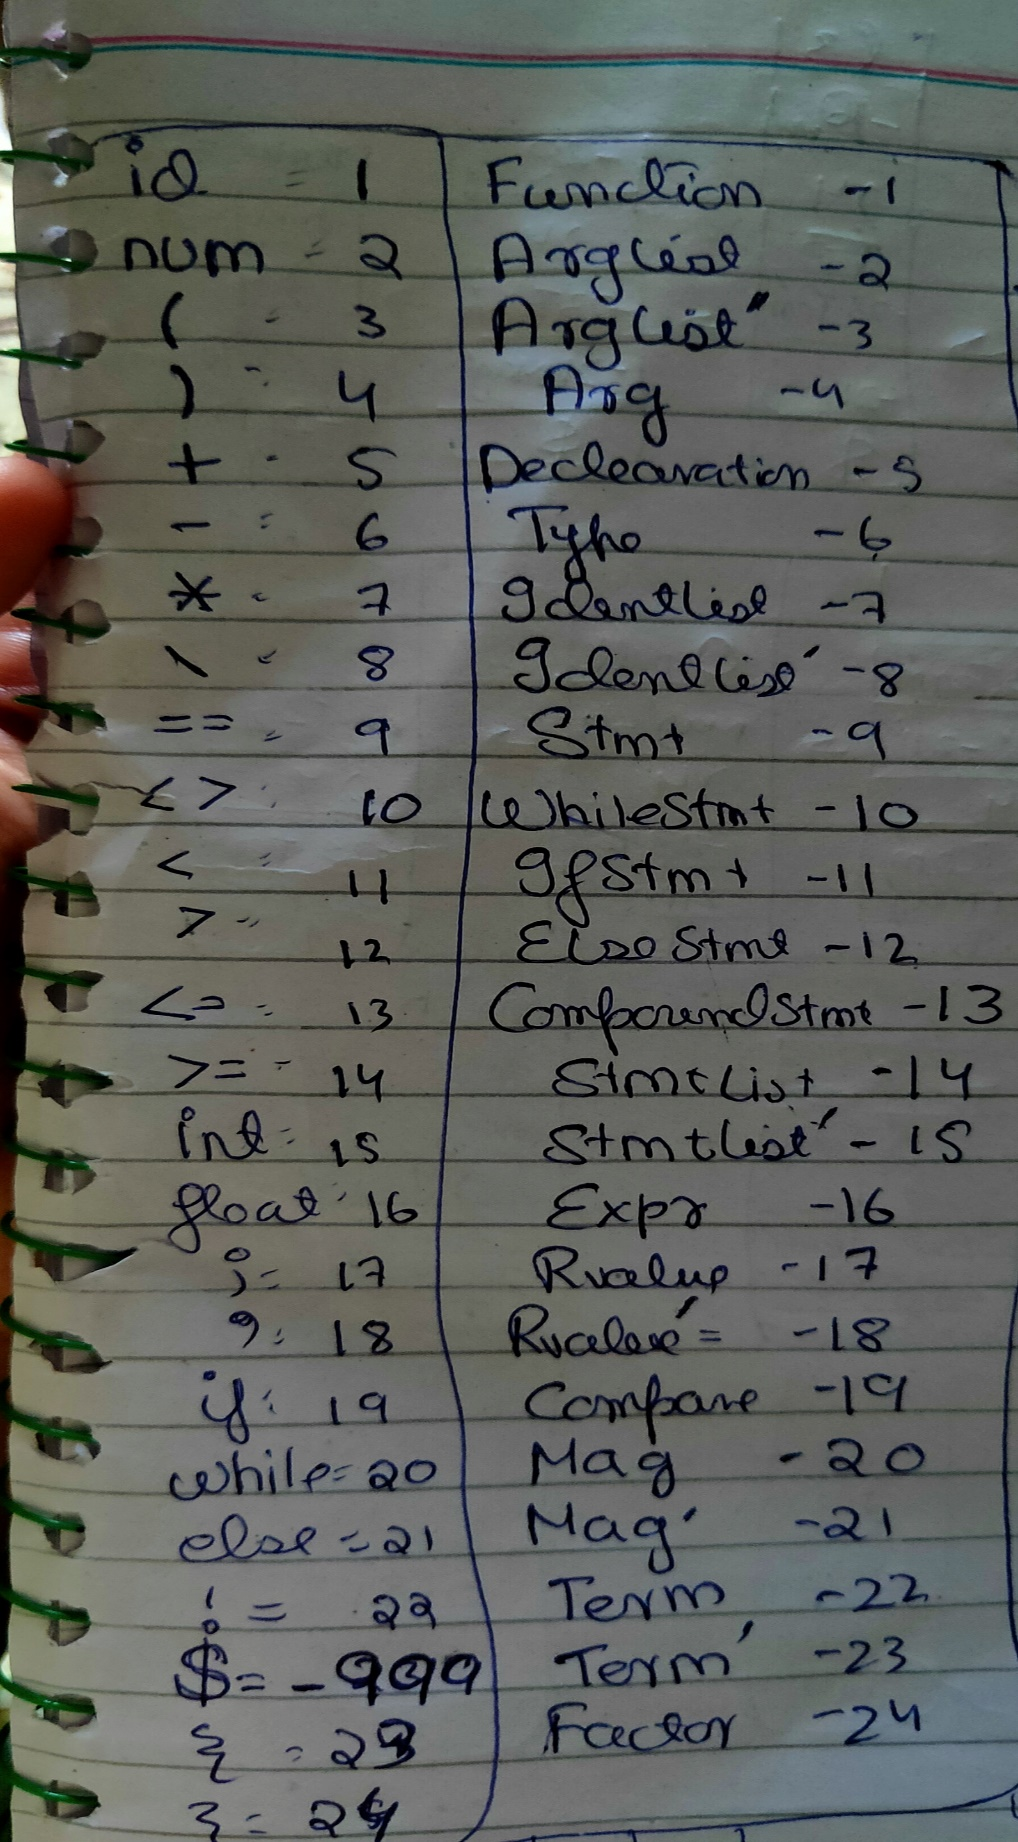 id = 1 Function -1
num - 2 Arglist -2
( - 3 Arglist" -3
) - 4 Arg -4
+ - 5 Declearation -5
- = 6 Type -6
* - 7 Identlist -7
\ - 8 Identlist' -8
== = 9 Stmt -9
<> : 10 WhileStmt -10
< = 11 IfStmt -11
> = 12 ElseStmt -12
<= = 13 CompoundStmt -13
>= - 14 StmtList -14
int = 15 Stmtlist' - 15
float : 16 Expr -16
; = 17 Rvalue -17
, : 18 Rvalue' = -18
if : 19 Compare -19
while = 20 Mag -20
else = 21 Mag' -21
! = 22 Term -22
$ = -999 Term' -23
{ = 23 Factor -24
} = 24